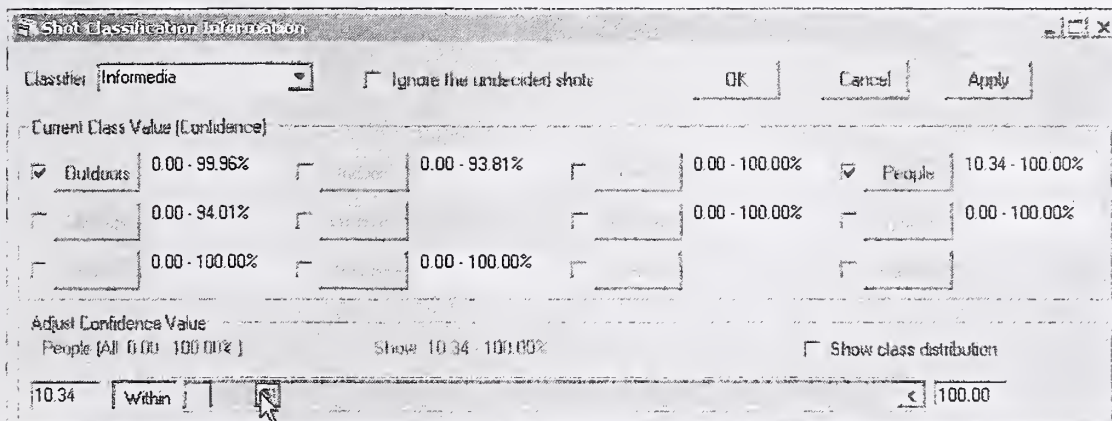 Shot Classification Information
Classifier Informedia Ignore the undecided shots OK Cancel Apply
Current Class Value (Confidence)
Outdoors 0.00 - 99.96% 0.00 - 93.81% 0.00 - 100.00% People 10.34 - 100.00%
0.00 - 94.01% 0.00 - 100.00% 0.00 - 100.00%
0.00 - 100.00% 0.00 - 100.00%
Adjust Confidence Value
People (All 0.00 - 100.00% ) Show 10.34 - 100.00% Show class distribution
10.34 Within < 100.00